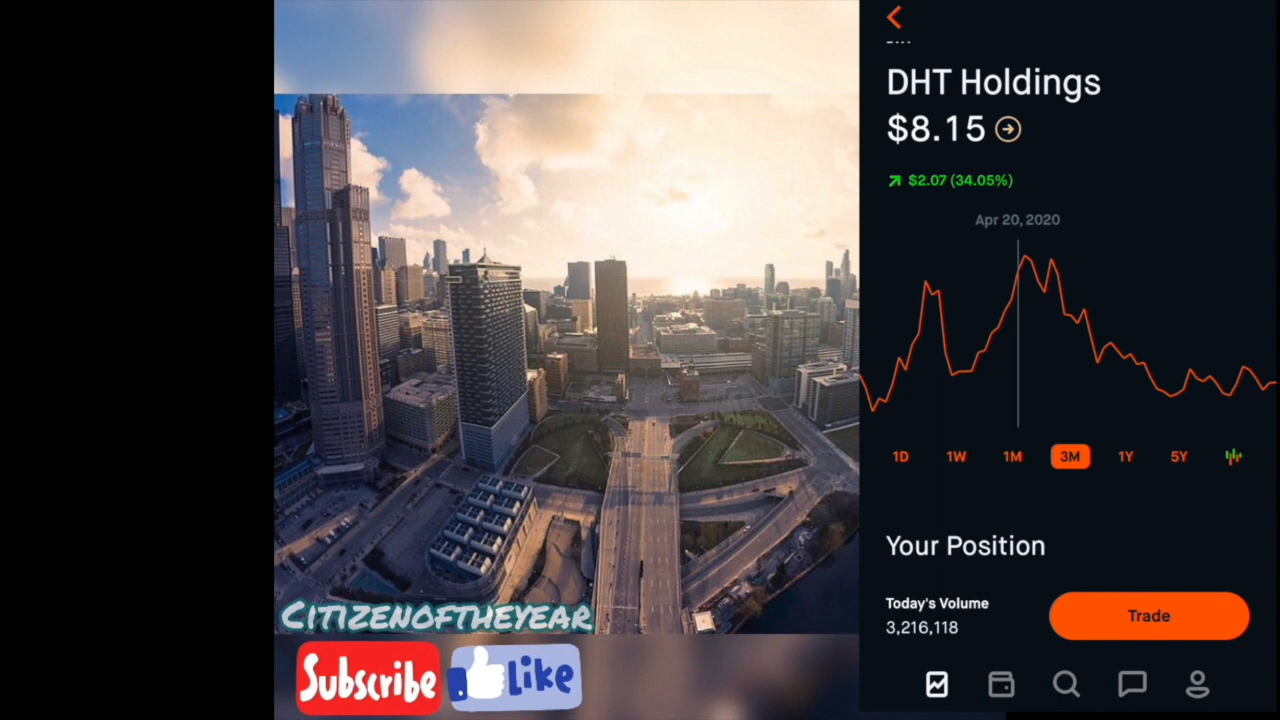 DHT Holdings
$8.15
$2.07 (34.05%)
Apr 20, 2020
1D 1W 1M 3M 1Y 5Y
Your Position
Today's Volume
3,216,118
Trade
CITIZENOFTHEYEAR
Subscribe
Like